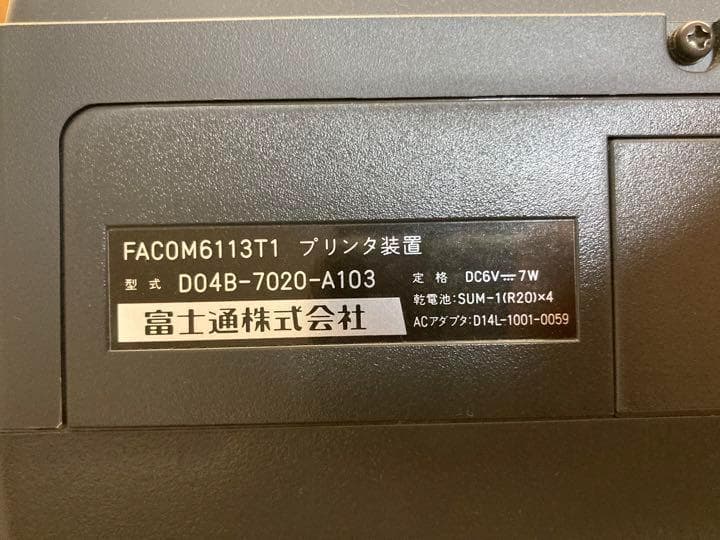 FACOM6113T1 プリンタ装置
型式 D04B-7020-A103
富士通株式会社
定格 DC6V⎓7W
乾電池:SUM-1(R20)×4
ACアダプタ:D14L-1001-0059